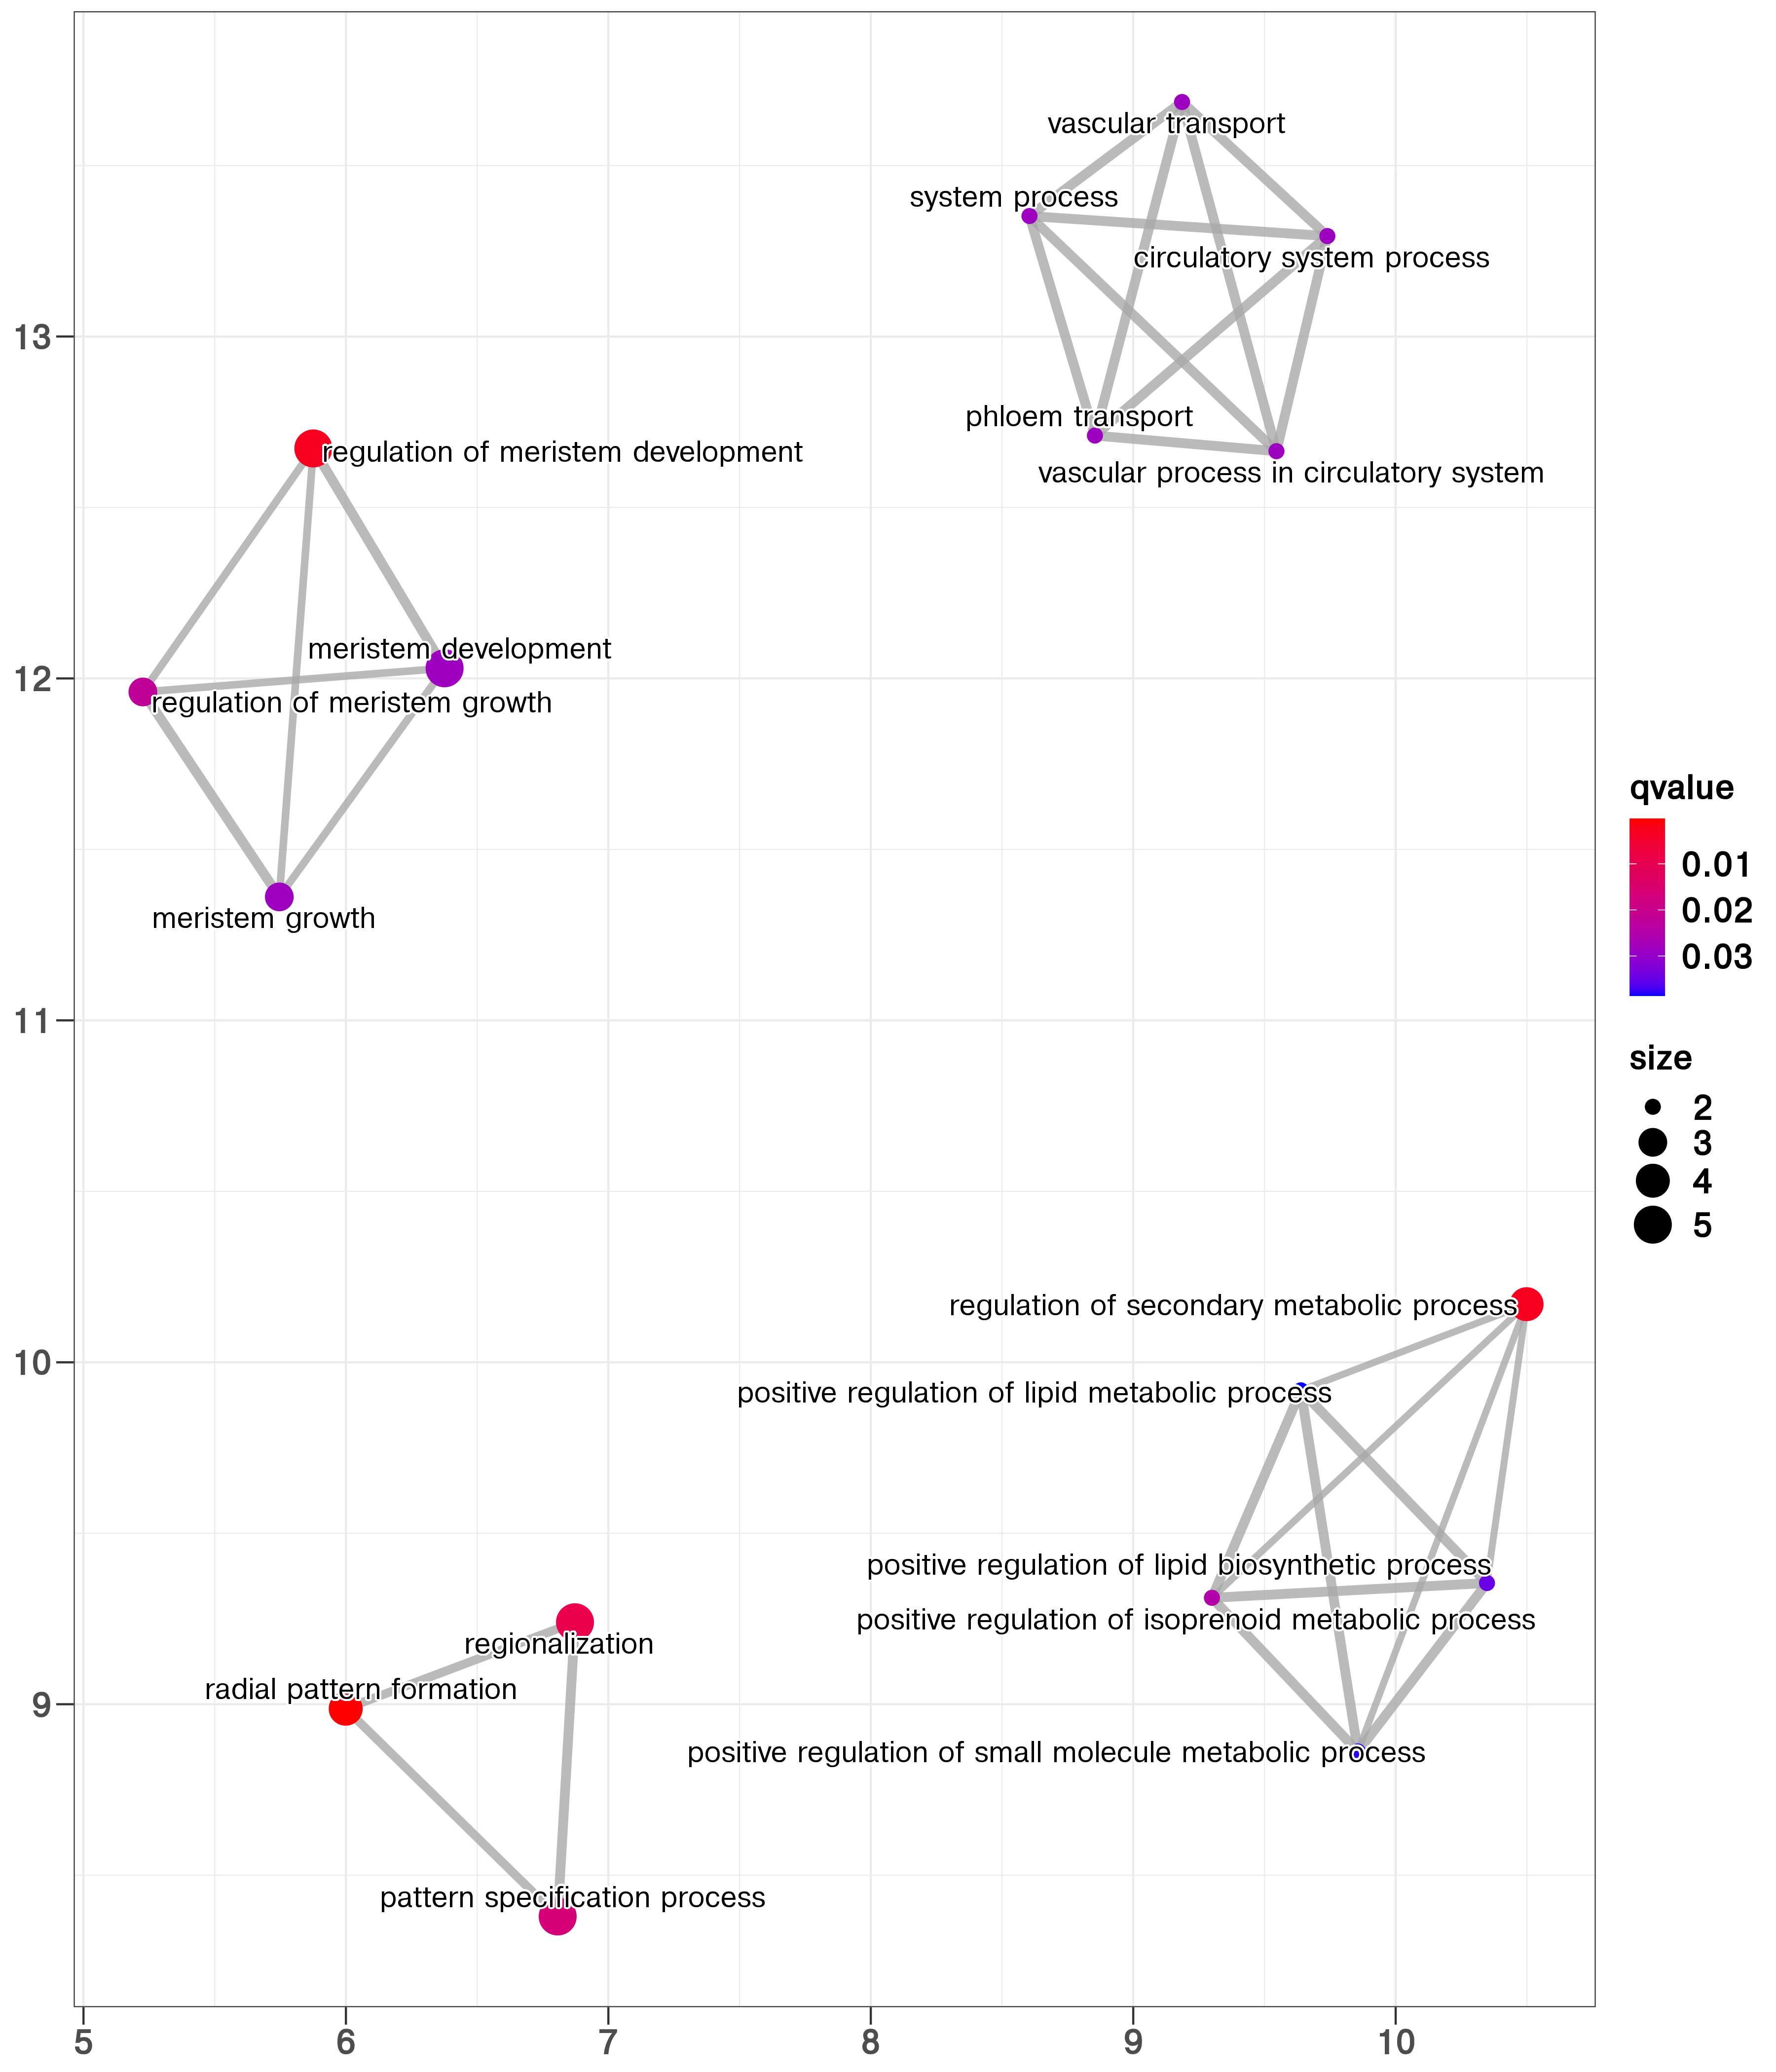 vascular transport
system process
circulatory system process
13
phloem transport
regulation of meristem development
vascular process in circulatory system
meristem development
12
regulation of meristem growth
qvalue
0.01
meristem growth
0.02
0.03
11
size
2
3
4
5
regulation of secondary metabolic process
10
positive regulation of lipid metabolic process
positive regulation of lipid biosynthetic process
positive regulation of isoprenoid metabolic process
regionalization
radial pattern formation
9
positive regulation of small molecule metabolic process
pattern specification process
5 6 7 8 9 10